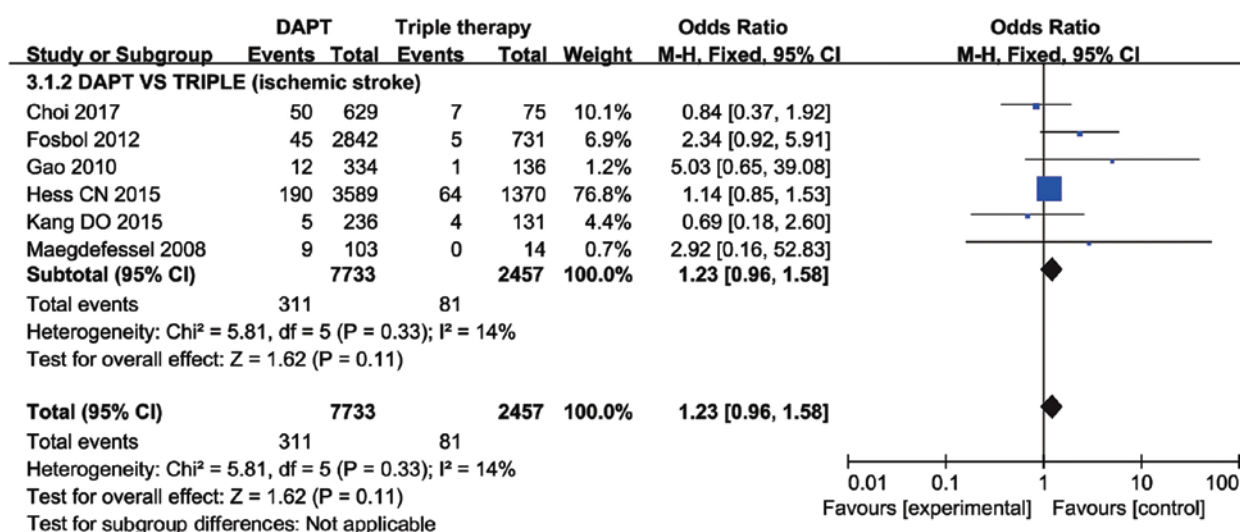 DAPT Triple therapy Odds Ratio Odds Ratio
Study or Subgroup Events Total Events Total Weight M-H, Fixed, 95% CI M-H, Fixed, 95% CI
3.1.2 DAPT VS TRIPLE (ischemic stroke)
Choi 2017 50 629 7 75 10.1% 0.84 [0.37, 1.92]
Fosbol 2012 45 2842 5 731 6.9% 2.34 [0.92, 5.91]
Gao 2010 12 334 1 136 1.2% 5.03 [0.65, 39.08]
Hess CN 2015 190 3589 64 1370 76.8% 1.14 [0.85, 1.53]
Kang DO 2015 5 236 4 131 4.4% 0.69 [0.18, 2.60]
Maegdefessel 2008 9 103 0 14 0.7% 2.92 [0.16, 52.83]
Subtotal (95% CI) 7733 2457 100.0% 1.23 [0.96, 1.58]
Total events 311 81
Heterogeneity: Chi² = 5.81, df = 5 (P = 0.33); I² = 14%
Test for overall effect: Z = 1.62 (P = 0.11)
Total (95% CI) 7733 2457 100.0% 1.23 [0.96, 1.58]
Total events 311 81
Heterogeneity: Chi² = 5.81, df = 5 (P = 0.33); I² = 14%
Test for overall effect: Z = 1.62 (P = 0.11)
Test for subgroup differences: Not applicable
0.01 0.1 1 10 100
Favours [experimental] Favours [control]